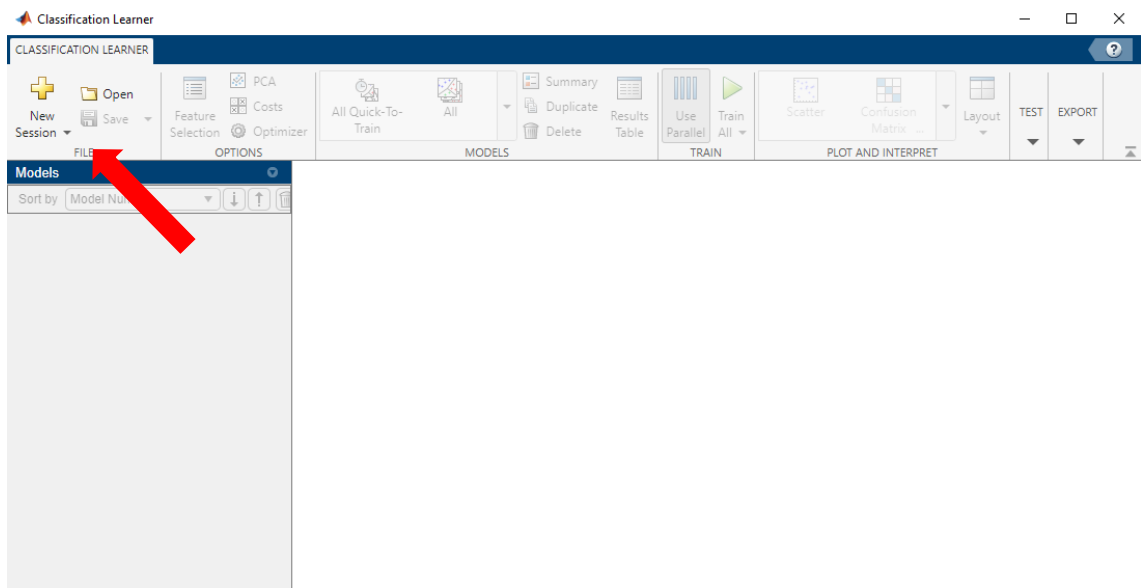 Classification Learner
CLASSIFICATION LEARNER
?
New
Session
Open
Save
FILE
Feature
Selection
PCA
Costs
Optimizer
OPTIONS
All Quick-To-
Train
All
Summary
Duplicate
Delete
Results
Table
MODELS
Use
Parallel
Train
All
TRAIN
Scatter
Confusion
Matrix ...
Layout
PLOT AND INTERPRET
TEST
EXPORT
Models
Sort by
Model